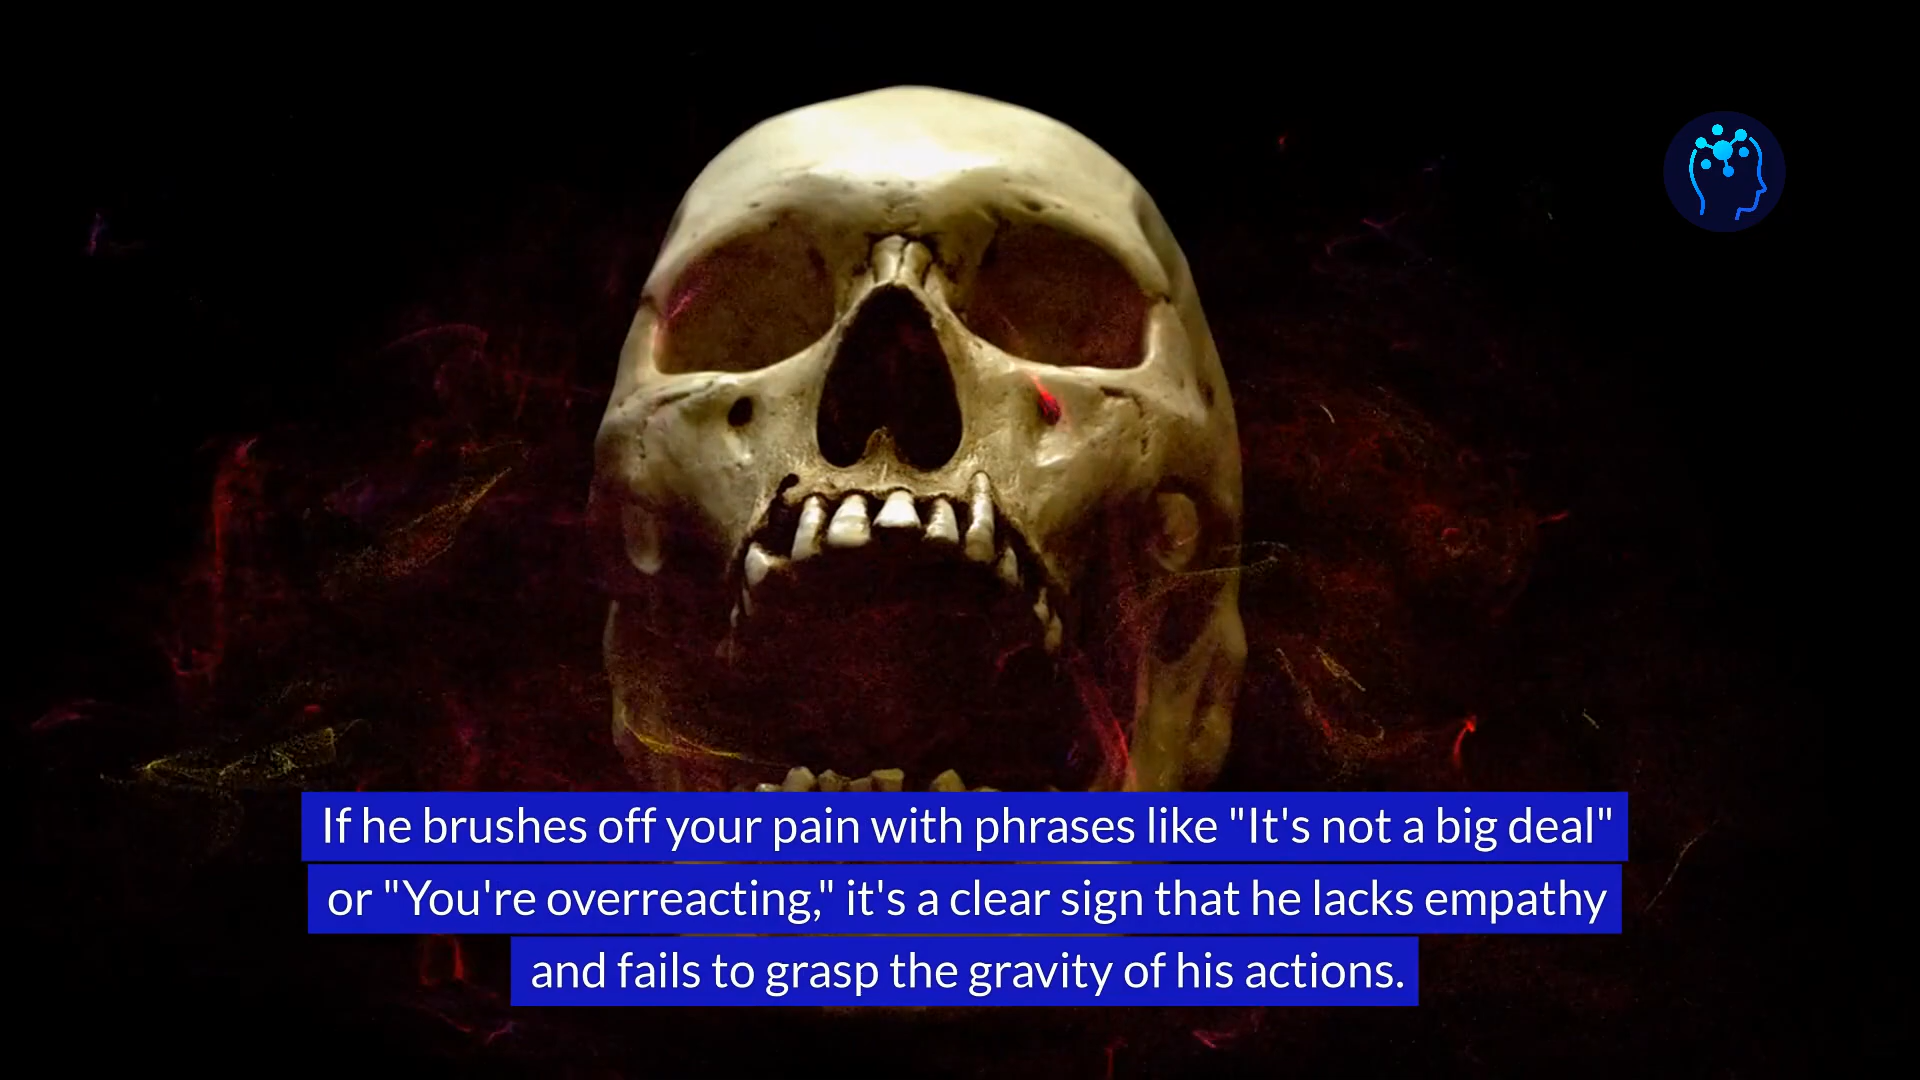 If he brushes off your pain with phrases like "It's not a big deal"
or "You're overreacting," it's a clear sign that he lacks empathy
and fails to grasp the gravity of his actions.